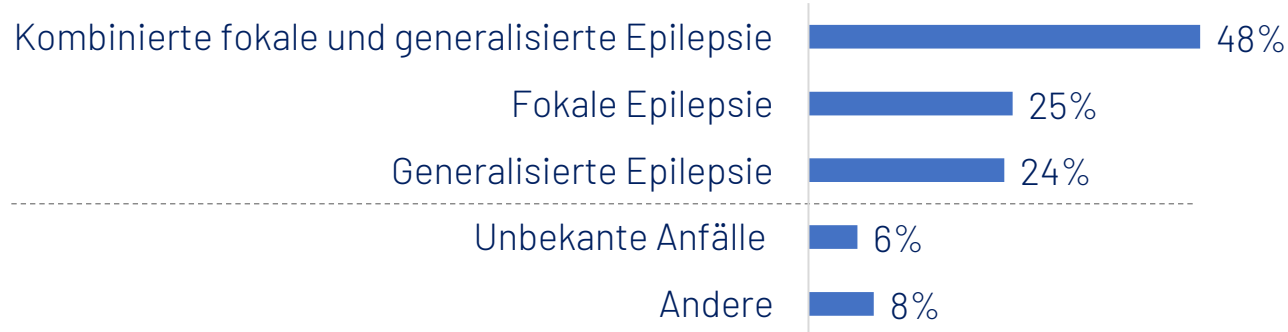 Kombinierte fokale und generalisierte Epilepsie 48%
Fokale Epilepsie 25%
Generalisierte Epilepsie 24%
Unbekante Anfälle 6%
Andere 8%